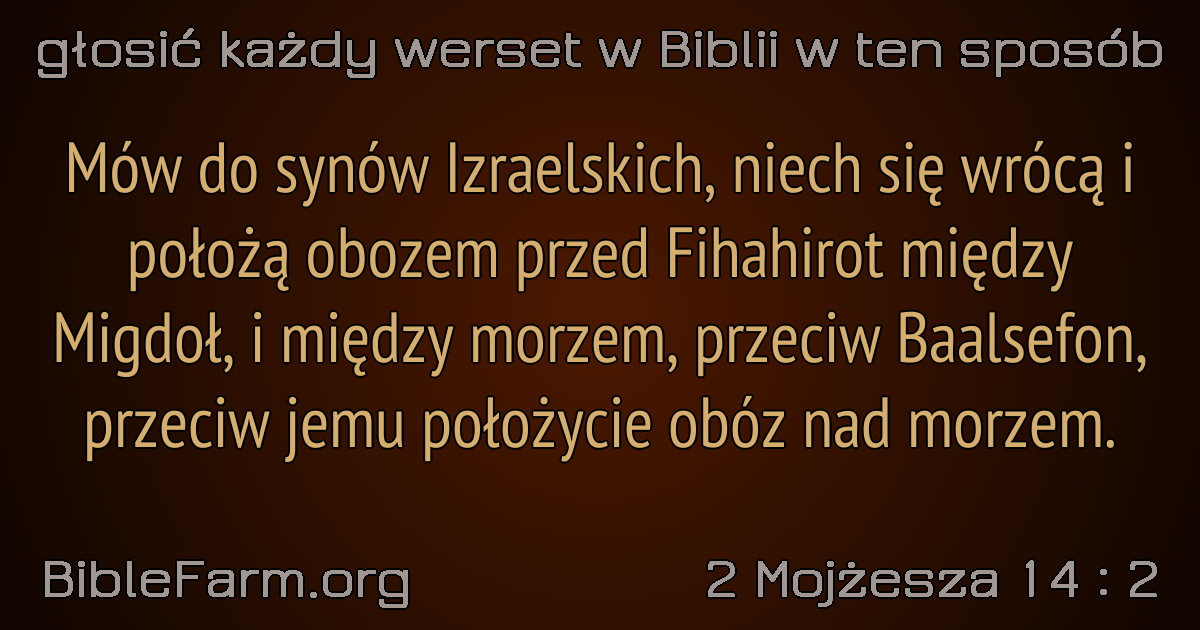 głosić każdy werset w Biblii w ten sposób
Mów do synów Izraelskich, niech się wrócą i
położą obozem przed Fihahirot między
Migdoł, i między morzem, przeciw Baalsefon,
przeciw jemu położycie obóz nad morzem.
BibleFarm.org
2 Mojżesza 14 : 2